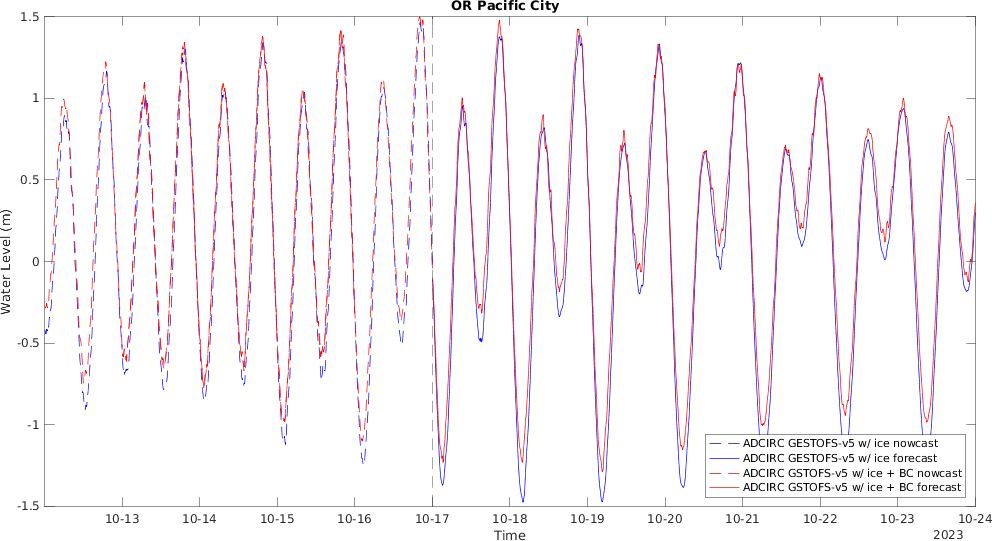 OR Pacific City
1.5
1
0.5
0
-0.5
-1
-1.5
Water Level (m)
ADCIRC GESTOFS-v5 w/ ice nowcast
ADCIRC GESTOFS-v5 w/ ice forecast
ADCIRC GSTOFS-v5 w/ ice + BC nowcast
ADCIRC GSTOFS-v5 w/ ice + BC forecast
10-13 10-14 10-15 10-16 10-17 10-18 10-19 10-20 10-21 10-22 10-23 10-24
Time
2023